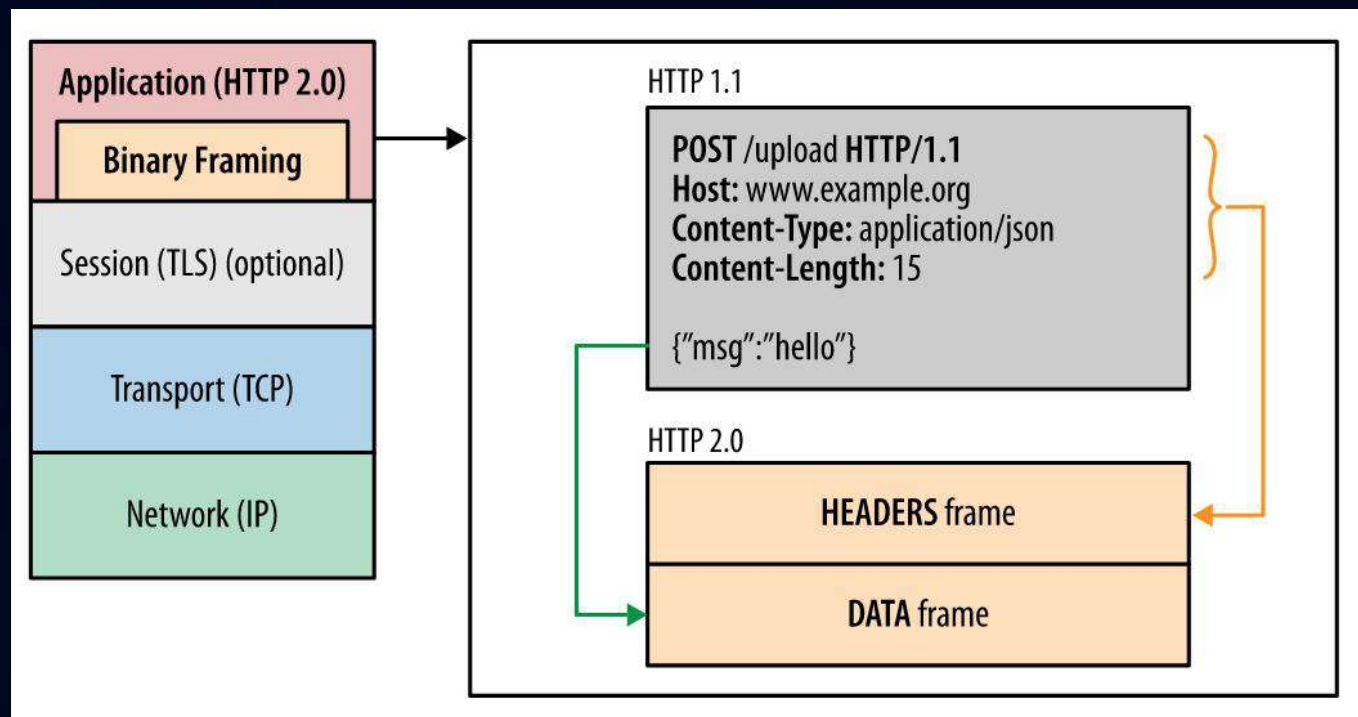 Application (HTTP 2.0)
Binary Framing
Session (TLS) (optional)
Transport (TCP)
Network (IP)
HTTP 1.1
POST /upload HTTP/1.1
Host: www.example.org
Content-Type: application/json
Content-Length: 15
{”msg”:”hello”}
HTTP 2.0
HEADERS frame
DATA frame